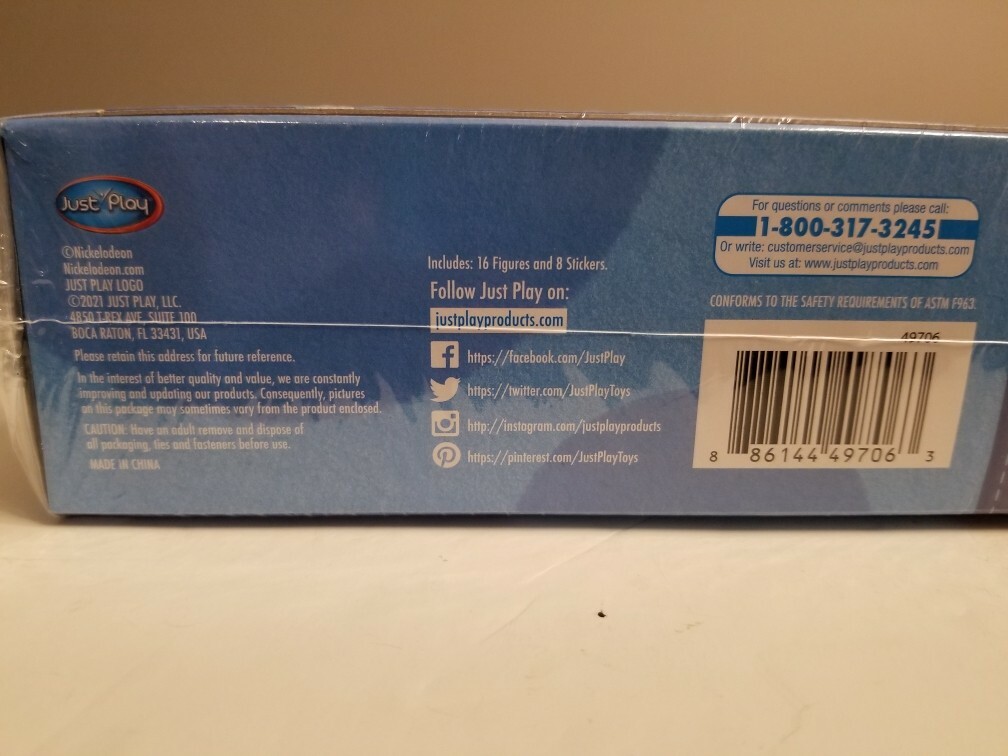 Just Play
©Nickelodeon
Nickelodeon.com
JUST PLAY LOGO
©2021 JUST PLAY, LLC.
4850 T-REX AVE, SUITE 100
BOCA RATON, FL 33431, USA
Please retain this address for future reference.
In the interest of better quality and value, we are constantly
improving and updating our products. Consequently, pictures
on this package may sometimes vary from the product enclosed.
CAUTION: Have an adult remove and dispose of
all packaging, ties and fasteners before use.
MADE IN CHINA
Includes: 16 Figures and 8 Stickers.
Follow Just Play on:
justplayproducts.com
https://facebook.com/JustPlay
https://twitter.com/JustPlayToys
http://instagram.com/justplayproducts
https://pinterest.com/JustPlayToys
For questions or comments please call:
1-800-317-3245
Or write: customerservice@justplayproducts.com
Visit us at: www.justplayproducts.com
CONFORMS TO THE SAFETY REQUIREMENTS OF ASTM F963.
49706
8 86144 49706 3